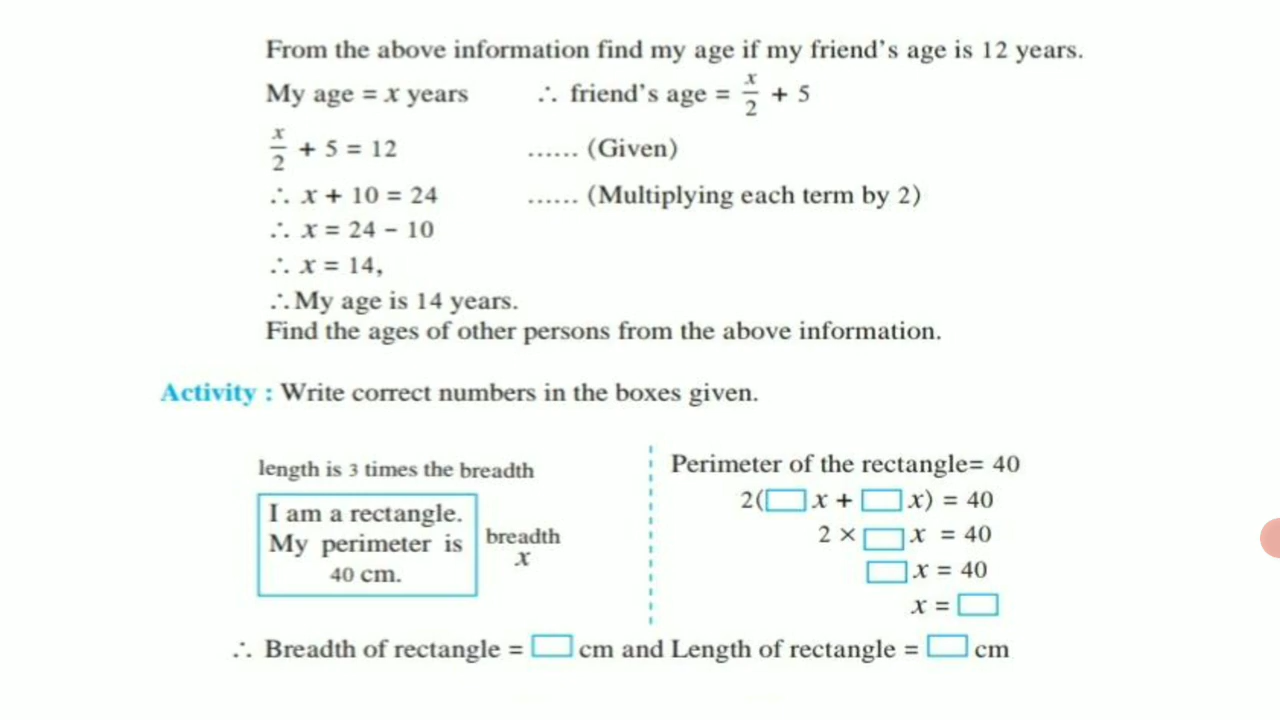 From the above information find my age if my friend's age is 12 years.
My age = x years ∴ friend's age = x/2 + 5
x/2 + 5 = 12 ...... (Given)
∴ x + 10 = 24 ...... (Multiplying each term by 2)
∴ x = 24 − 10
∴ x = 14,
∴ My age is 14 years.
Find the ages of other persons from the above information.
Activity : Write correct numbers in the boxes given.
length is 3 times the breadth
I am a rectangle.
My perimeter is
40 cm.
breadth
x
Perimeter of the rectangle= 40
2(□ x + □ x) = 40
2 × □ x = 40
□ x = 40
x = □
∴ Breadth of rectangle = □ cm and Length of rectangle = □ cm